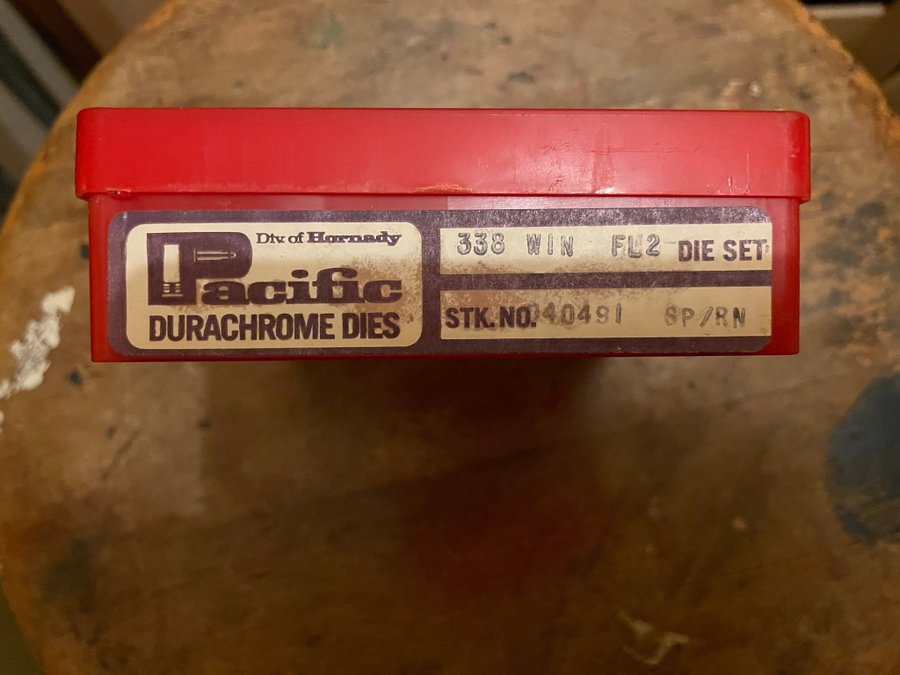 Div of Hornady
Pacific
DURACHROME DIES
338 WIN FL2 DIE SET
STK. NO. 040491 SP/RN